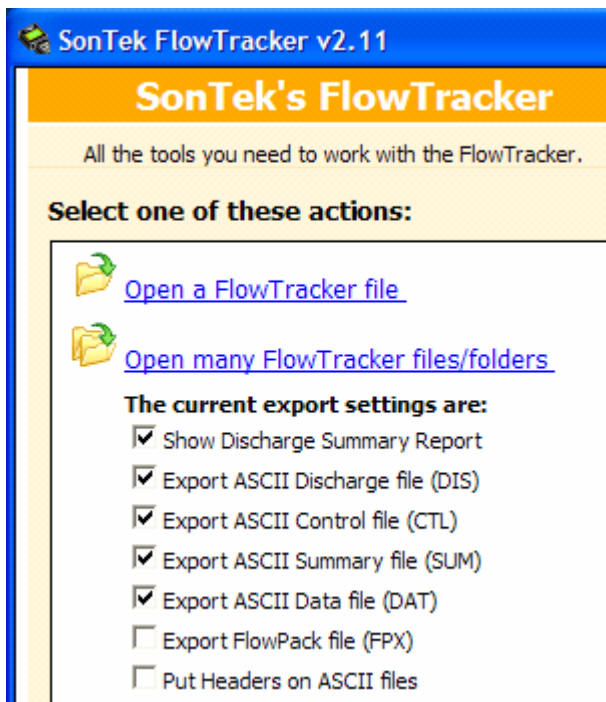 SonTek FlowTracker v2.11
SonTek's FlowTracker
All the tools you need to work with the FlowTracker.
Select one of these actions:
Open a FlowTracker file
Open many FlowTracker files/folders
The current export settings are:
Show Discharge Summary Report
Export ASCII Discharge file (DIS)
Export ASCII Control file (CTL)
Export ASCII Summary file (SUM)
Export ASCII Data file (DAT)
Export FlowPack file (FPX)
Put Headers on ASCII files